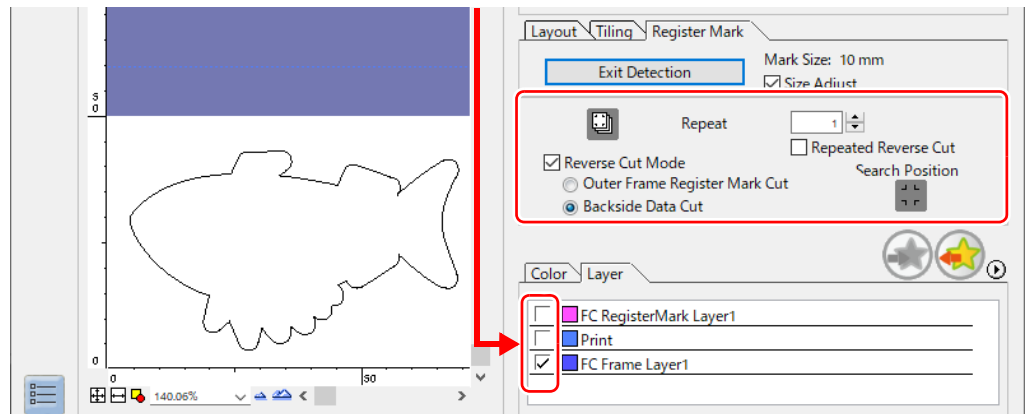 Layout Tiling Register Mark
Exit Detection
Mark Size: 10 mm
Size Adjust
Repeat 1
Repeated Reverse Cut
Reverse Cut Mode
Search Position
Outer Frame Register Mark Cut
Backside Data Cut
Color Layer
FC RegisterMark Layer1
Print
FC Frame Layer1
50
0
0
50
140.06%